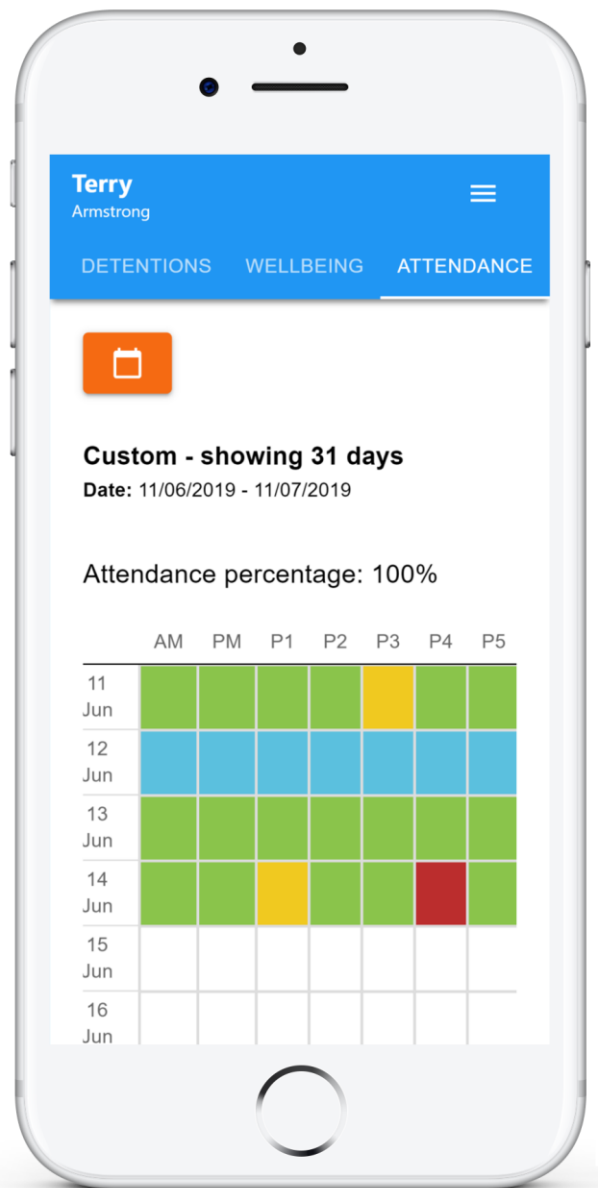 Terry
Armstrong
DETENTIONS WELLBEING ATTENDANCE
Custom - showing 31 days
Date: 11/06/2019 - 11/07/2019
Attendance percentage: 100%
AM PM P1 P2 P3 P4 P5
11
Jun
12
Jun
13
Jun
14
Jun
15
Jun
16
Jun